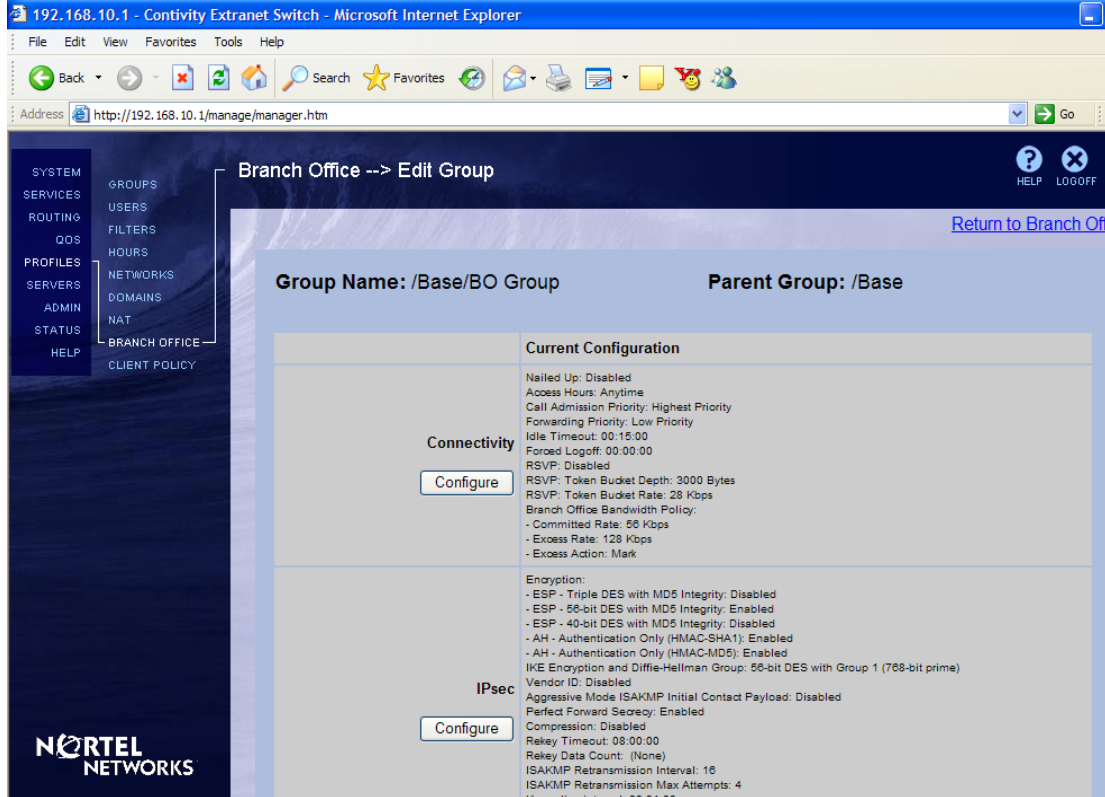 192.168.10.1 - Contivity Extranet Switch - Microsoft Internet Explorer
File Edit View Favorites Tools Help
Back Search Favorites
Address http://192.168.10.1/manage/manager.htm Go
SYSTEM
SERVICES
ROUTING
QOS
PROFILES
SERVERS
ADMIN
STATUS
HELP
GROUPS
USERS
FILTERS
HOURS
NETWORKS
DOMAINS
NAT
BRANCH OFFICE
CLIENT POLICY
Branch Office --> Edit Group
HELP LOGOFF
Return to Branch Off
Group Name: /Base/BO Group Parent Group: /Base
Current Configuration
Connectivity
Configure
Nailed Up: Disabled
Access Hours: Anytime
Call Admission Priority: Highest Priority
Forwarding Priority: Low Priority
Idle Timeout: 00:15:00
Forced Logoff: 00:00:00
RSVP: Disabled
RSVP: Token Bucket Depth: 3000 Bytes
RSVP: Token Bucket Rate: 28 Kbps
Branch Office Bandwidth Policy:
- Committed Rate: 56 Kbps
- Excess Rate: 128 Kbps
- Excess Action: Mark
IPsec
Configure
Encryption:
- ESP - Triple DES with MD5 Integrity: Disabled
- ESP - 56-bit DES with MD5 Integrity: Enabled
- ESP - 40-bit DES with MD5 Integrity: Disabled
- AH - Authentication Only (HMAC-SHA1): Enabled
- AH - Authentication Only (HMAC-MD5): Enabled
IKE Encryption and Diffie-Hellman Group: 56-bit DES with Group 1 (768-bit prime)
Vendor ID: Disabled
Aggressive Mode ISAKMP Initial Contact Payload: Disabled
Perfect Forward Secrecy: Enabled
Compression: Disabled
Rekey Timeout: 08:00:00
Rekey Data Count: (None)
ISAKMP Retransmission Interval: 16
ISAKMP Retransmission Max Attempts: 4
NORTEL
NETWORKS